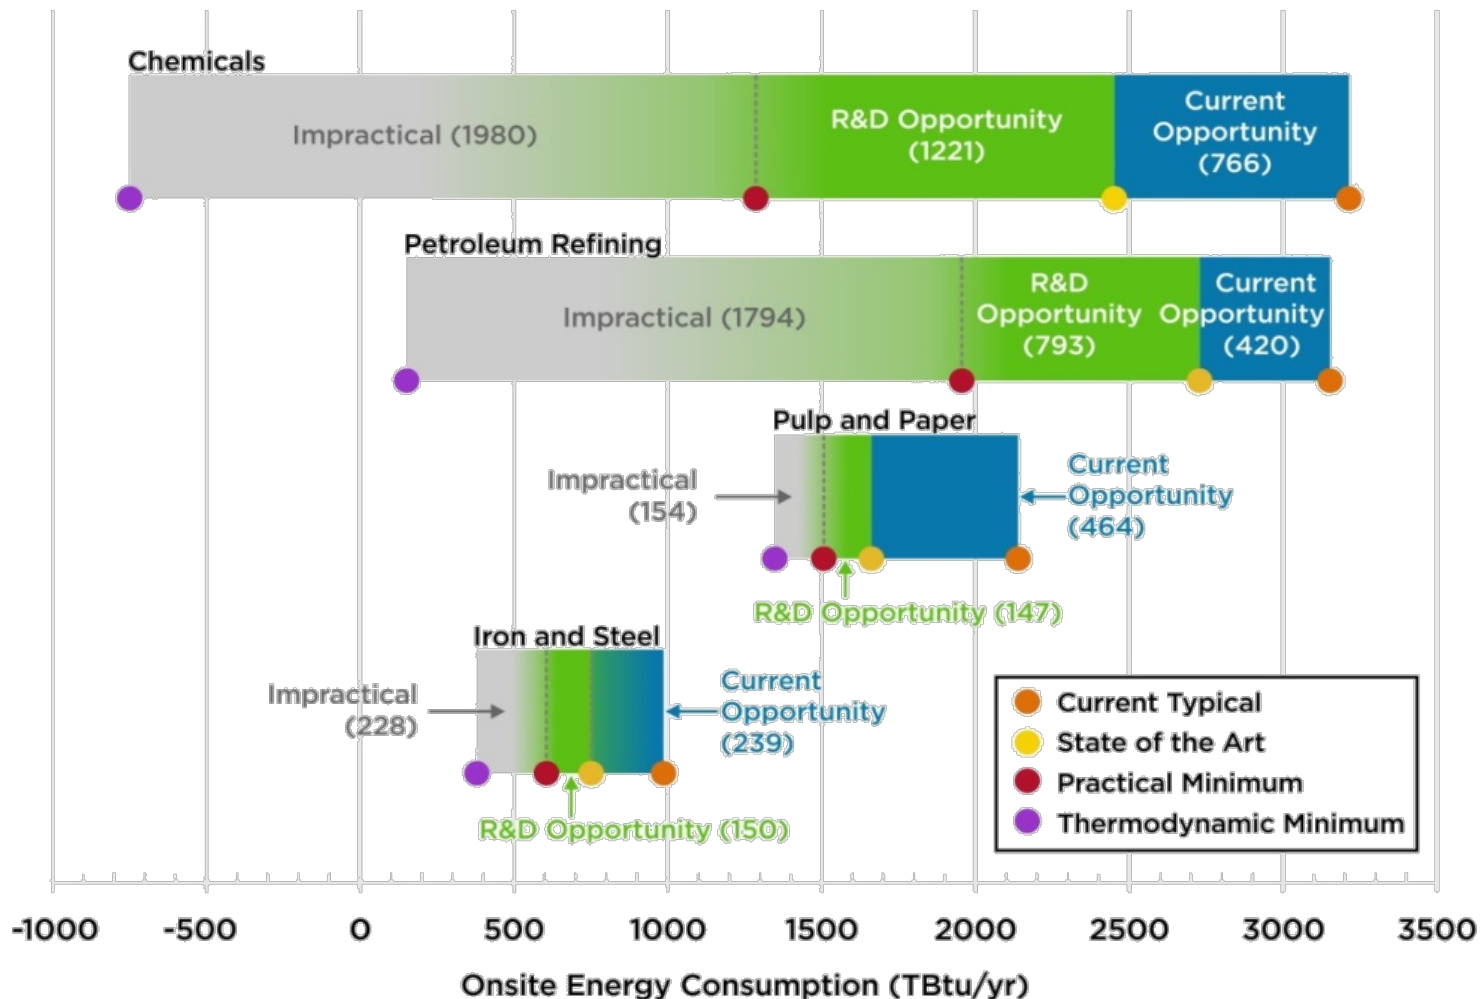 Chemicals
Impractical (1980)
R&D Opportunity
(1221)
Current
Opportunity
(766)
Petroleum Refining
Impractical (1794)
R&D
Opportunity
(793)
Current
Opportunity
(420)
Pulp and Paper
Impractical
(154)
Current
Opportunity
(464)
R&D Opportunity (147)
Iron and Steel
Impractical
(228)
Current
Opportunity
(239)
R&D Opportunity (150)
Current Typical
State of the Art
Practical Minimum
Thermodynamic Minimum
-1000 -500 0 500 1000 1500 2000 2500 3000 3500
Onsite Energy Consumption (TBtu/yr)